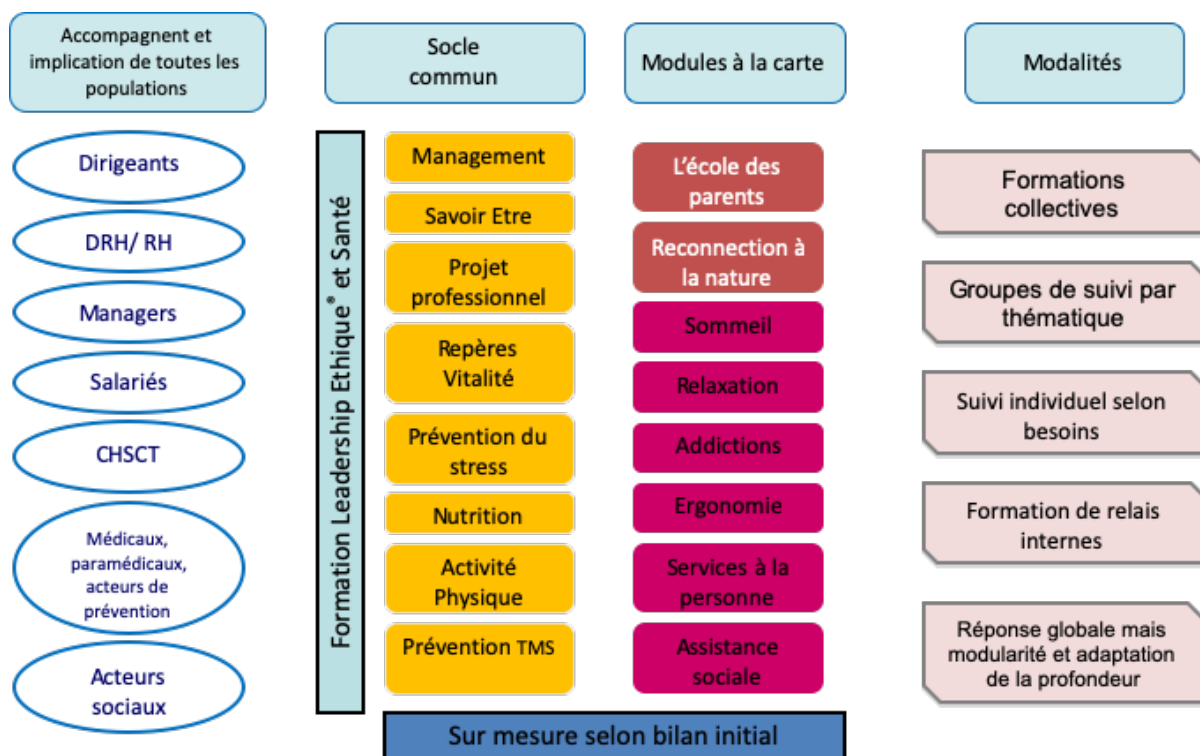 Accompagnent et
implication de toutes les
populations
Dirigeants
DRH/ RH
Managers
Salariés
CHSCT
Médicaux,
paramédicaux,
acteurs de
prévention
Acteurs
sociaux
Socle
commun
Formation Leadership Ethique® et Santé
Management
Savoir Etre
Projet
professionnel
Repères
Vitalité
Prévention du
stress
Nutrition
Activité
Physique
Prévention TMS
Modules à la carte
L'école des
parents
Reconnection à
la nature
Sommeil
Relaxation
Addictions
Ergonomie
Services à la
personne
Assistance
sociale
Sur mesure selon bilan initial
Modalités
Formations
collectives
Groupes de suivi par
thématique
Suivi individuel selon
besoins
Formation de relais
internes
Réponse globale mais
modularité et adaptation
de la profondeur